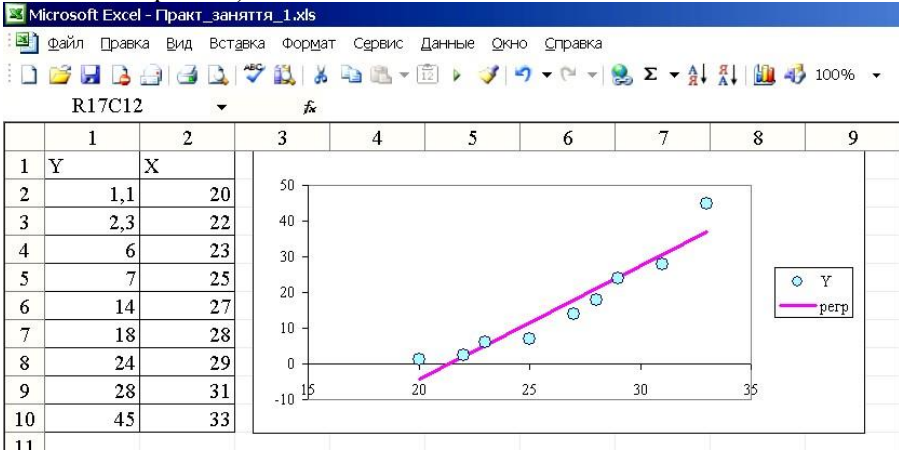 Microsoft Excel - Практ_заняття_1.xls
Файл Правка Вид Вставка Формат Сервис Данные Окно Справка
100%
R17C12 fx
1 2 3 4 5 6 7 8 9
1 Y X
2 1,1 20
3 2,3 22
4 6 23
5 7 25
6 14 27
7 18 28
8 24 29
9 28 31
10 45 33
11
50
40
30
20
10
0
-10
15 20 25 30 35
Y
регр